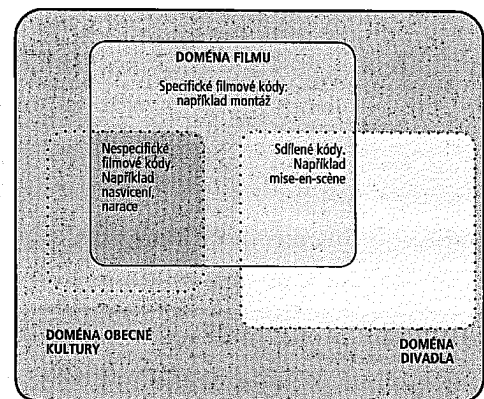 DOMÉNA FILMU
Specifické filmové kódy:
například montáž
Nespecifické
filmové kódy.
Například
nasvícení,
narace
Sdílené kódy.
Například
mise-en-scène
DOMÉNA OBECNÉ
KULTURY
DOMÉNA
DIVADLA